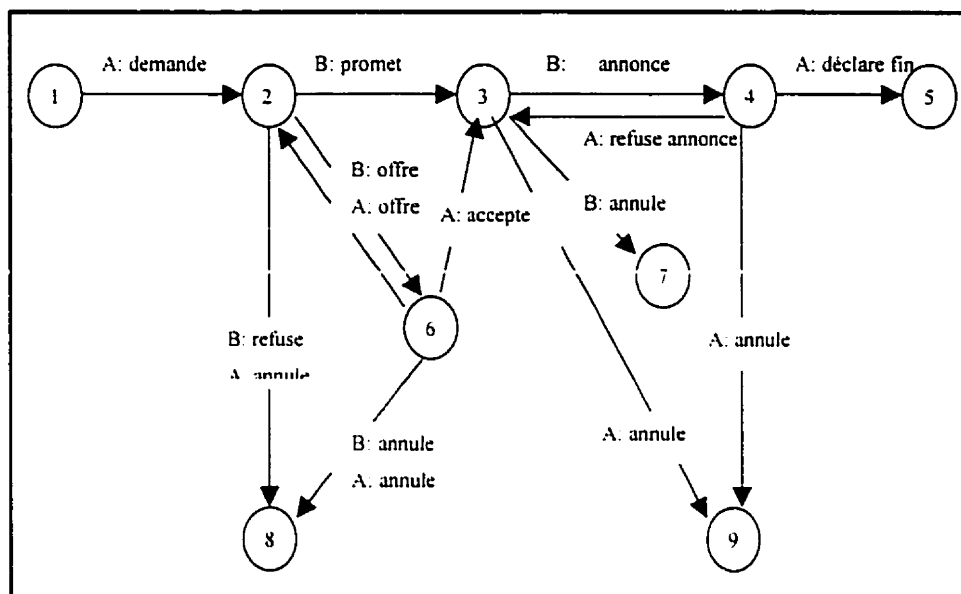 A: demande
B: promet
B: annonce
A: déclare fin
1
2
3
4
5
A: refuse annonce
B: offre
A: offre
A: accepte
B: annule
7
6
B: refuse
A: annule
A: annule
B: annule
A: annule
A: annule
8
9